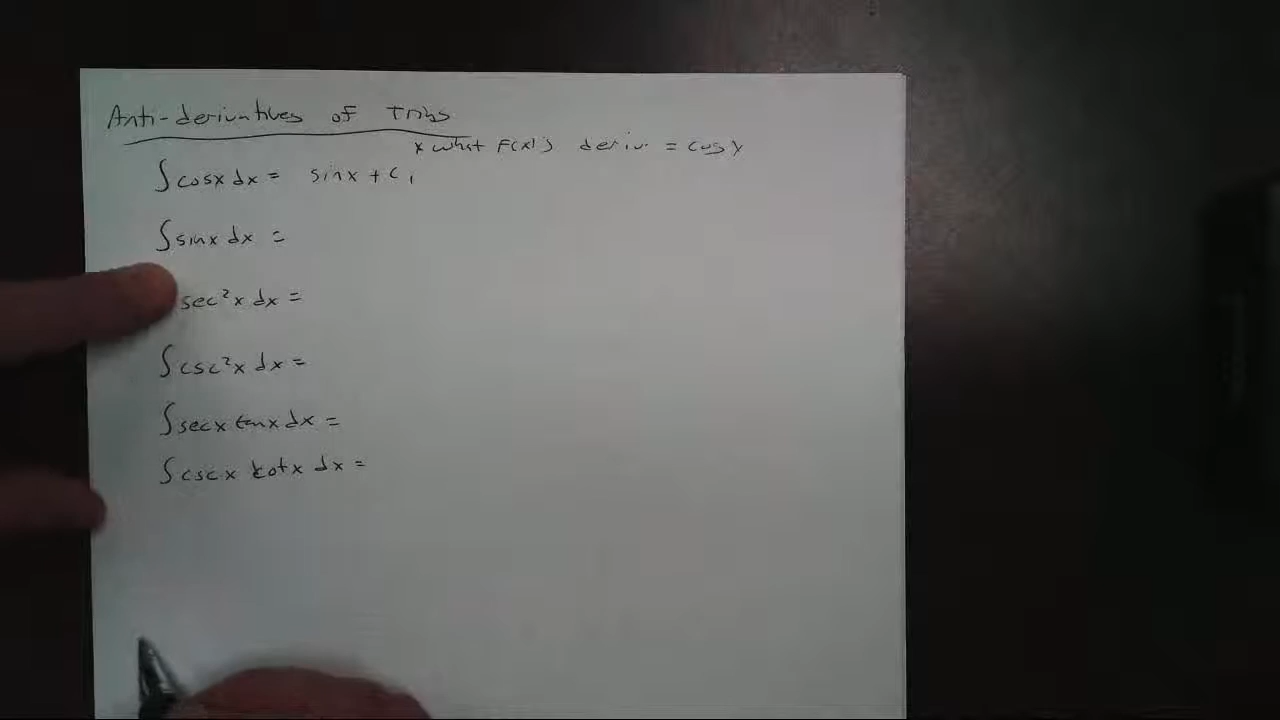 Anti-derivatives of Trigs
* what F(x)'s deriv. = cosx
∫cosx dx = sinx + C,
∫sinx dx =
sec²x dx =
∫csc²x dx =
∫secx tanx dx =
∫cscx cotx dx =